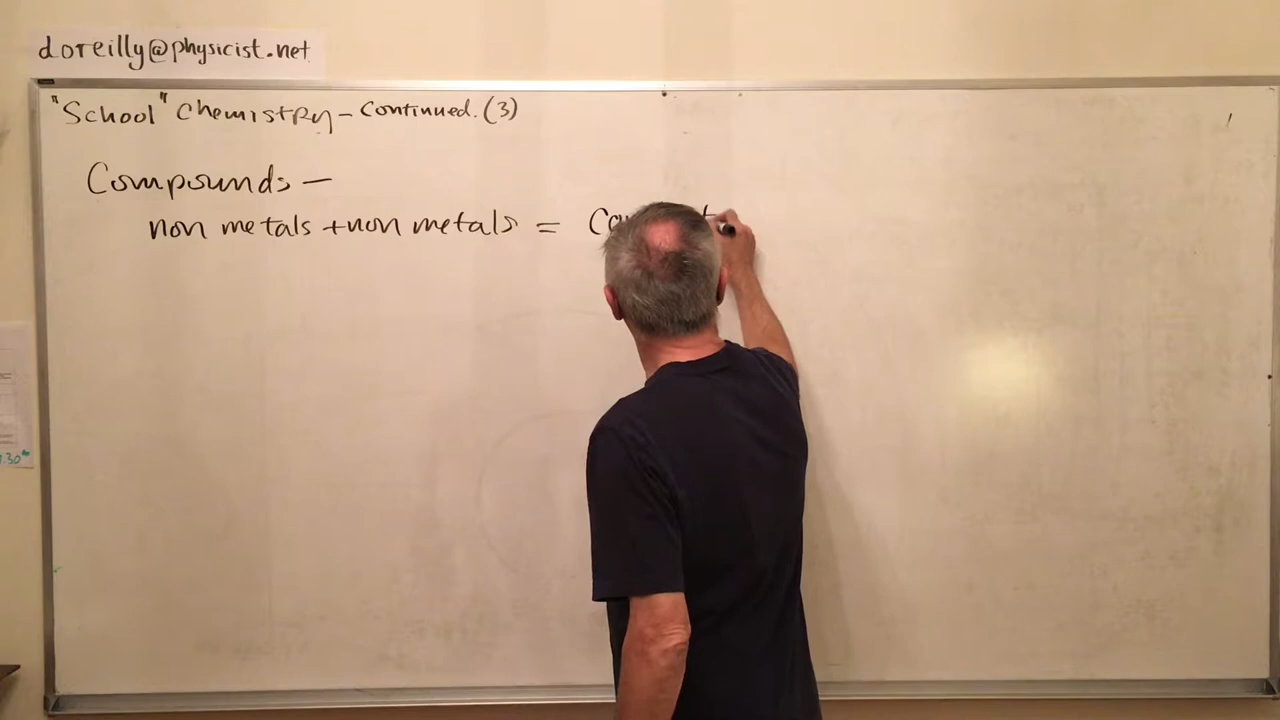 doreilly@physicist.net
"School" Chemistry - Continued. (3)
Compounds -
non metals + non metals =